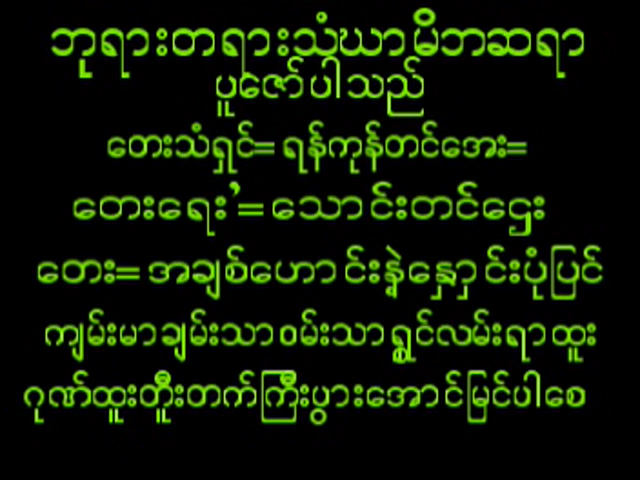 ဘုရားတရားသံဃာမိဘဆရာ
ပူဇော်ပါသည်
တေးသံရှင်= ရန်ကုန်တင်အေး=
တေးရေး’= သောင်းတင်ဌေး
တေး= အချစ်ဟောင်းနဲ့နှောင်းပုံပြင်
ကျမ်းမာချမ်းသာဝမ်းသာရွှင်လမ်းရာထူး
ဂုဏ်ထူးတိူးတက်ကြီးပွားအောင်မြင်ပါစေ